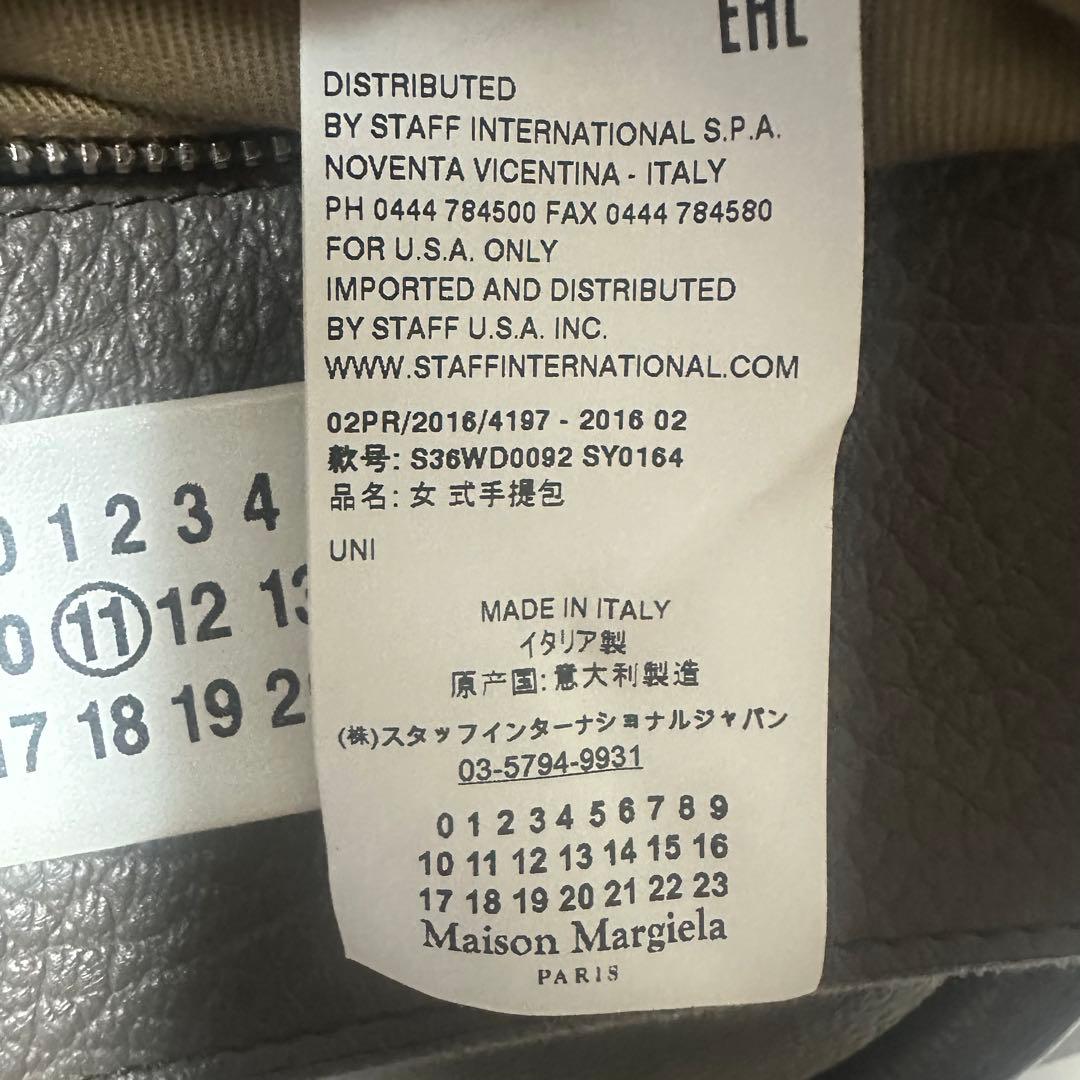 EAC
DISTRIBUTED
BY STAFF INTERNATIONAL S.P.A.
NOVENTA VICENTINA - ITALY
PH 0444 784500 FAX 0444 784580
FOR U.S.A. ONLY
IMPORTED AND DISTRIBUTED
BY STAFF U.S.A. INC.
WWW.STAFFINTERNATIONAL.COM
02PR/2016/4197 - 2016 02
款号: S36WD0092 SY0164
品名: 女 式手提包
UNI
MADE IN ITALY
イタリア製
原产国: 意大利製造
(株)スタッフインターナショナルジャパン
03-5794-9931
0 1 2 3 4 5 6 7 8 9
10 11 12 13 14 15 16
17 18 19 20 21 22 23
Maison Margiela
PARIS
0 1 2 3 4
11 12
18 19